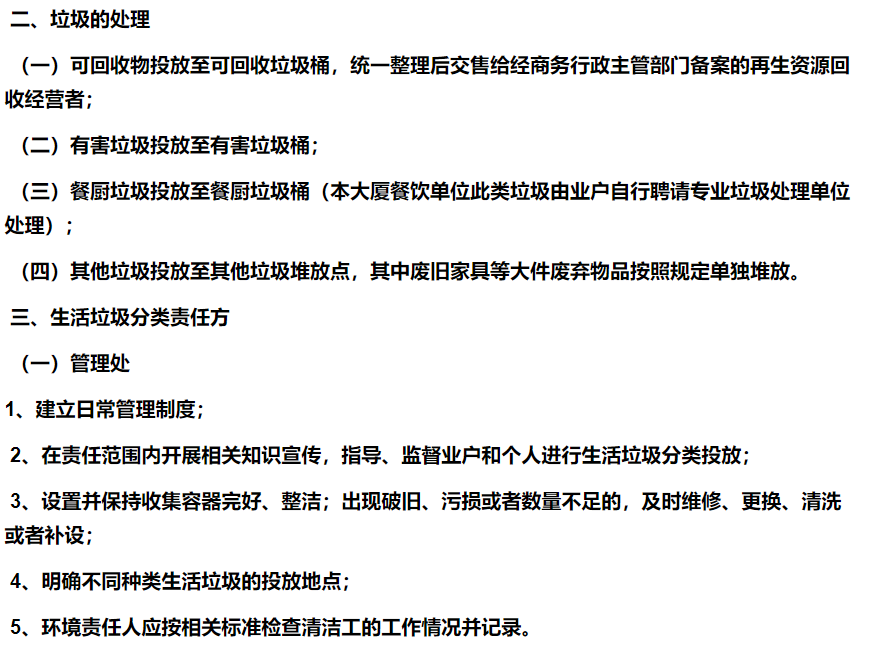 二、垃圾的处理
（一）可回收物投放至可回收垃圾桶，统一整理后交售给经商务行政主管部门备案的再生资源回
收经营者；
（二）有害垃圾投放至有害垃圾桶；
（三）餐厨垃圾投放至餐厨垃圾桶（本大厦餐饮单位此类垃圾由业户自行聘请专业垃圾处理单位
处理）；
（四）其他垃圾投放至其他垃圾堆放点，其中废旧家具等大件废弃物品按照规定单独堆放。
三、生活垃圾分类责任方
（一）管理处
1、建立日常管理制度；
2、在责任范围内开展相关知识宣传，指导、监督业户和个人进行生活垃圾分类投放；
3、设置并保持收集容器完好、整洁；出现破旧、污损或者数量不足的，及时维修、更换、清洗
或者补设；
4、明确不同种类生活垃圾的投放地点；
5、环境责任人应按相关标准检查清洁工的工作情况并记录。